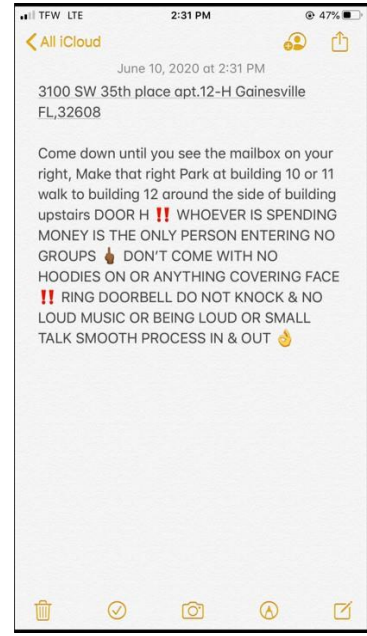 TFW LTE 2:31 PM 47%
All iCloud
June 10, 2020 at 2:31 PM
3100 SW 35th place apt.12-H Gainesville
FL,32608
Come down until you see the mailbox on your
right, Make that right Park at building 10 or 11
walk to building 12 around the side of building
upstairs DOOR H ‼️ WHOEVER IS SPENDING
MONEY IS THE ONLY PERSON ENTERING NO
GROUPS ☝🏾 DON'T COME WITH NO
HOODIES ON OR ANYTHING COVERING FACE
‼️ RING DOORBELL DO NOT KNOCK & NO
LOUD MUSIC OR BEING LOUD OR SMALL
TALK SMOOTH PROCESS IN & OUT 👌